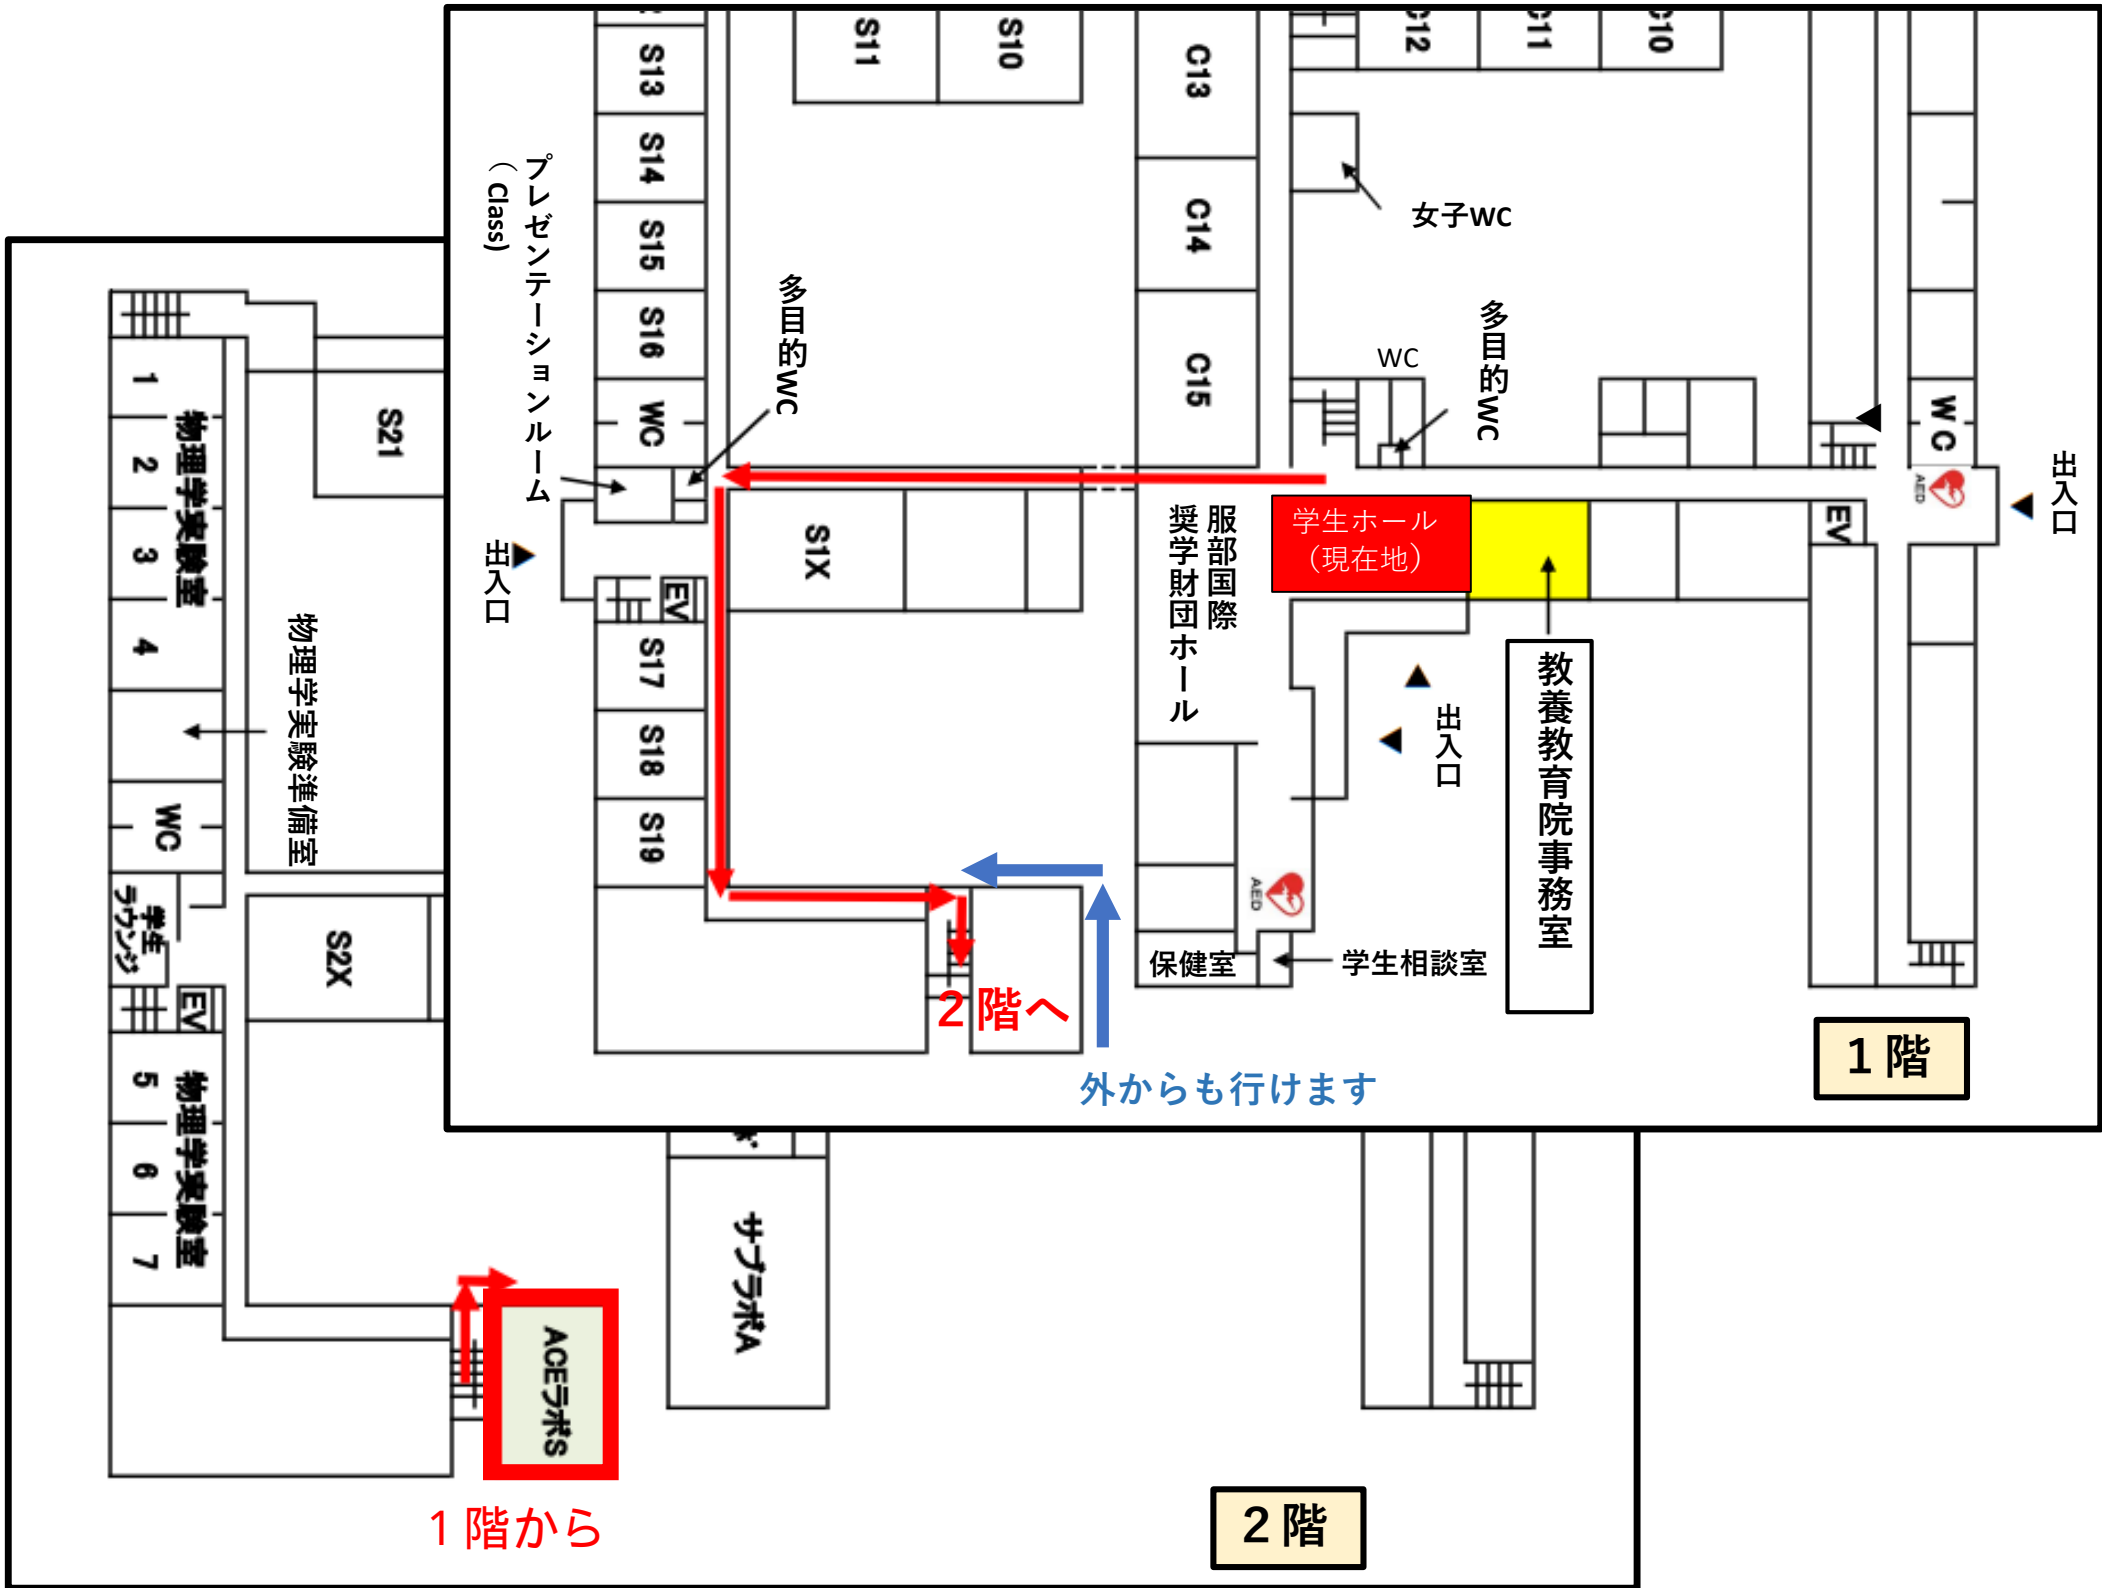 S13
S14
S15
S16
WC
S11
S10
C13
C14
C15
C12
C11
C10
女子WC
プレゼンテーションルーム
(Class)
多目的WC
WC
多目的WC
WC
AED
出入口
EV
学生ホール
(現在地)
服部国際
奨学財団ホール
S1X
出入口
EV
S17
S18
S19
出入口
教養教育院事務室
AED
保健室
学生相談室
2階へ
外からも行けます
1階
1
2
3
4
物理学実験室
S21
物理学実験準備室
WC
学生
ラウンジ
S2X
EV
5
6
7
物理学実験室
サブラボA
ACEラボS
1階から
2階